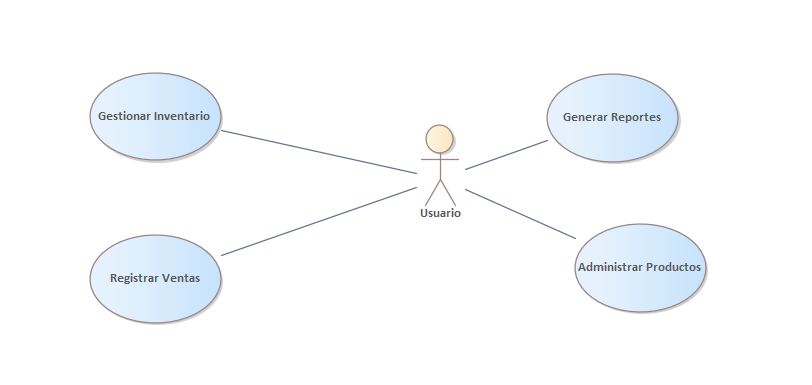 Gestionar Inventario
Generar Reportes
Usuario
Registrar Ventas
Administrar Productos